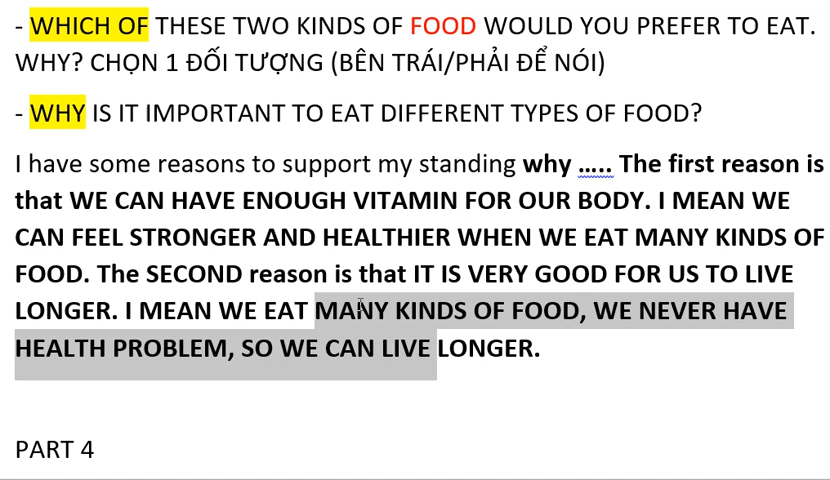 - WHICH OF THESE TWO KINDS OF FOOD WOULD YOU PREFER TO EAT.
WHY? CHỌN 1 ĐỐI TƯỢNG (BÊN TRÁI/PHẢI ĐỂ NÓI)
- WHY IS IT IMPORTANT TO EAT DIFFERENT TYPES OF FOOD?
I have some reasons to support my standing why ..... The first reason is
that WE CAN HAVE ENOUGH VITAMIN FOR OUR BODY. I MEAN WE
CAN FEEL STRONGER AND HEALTHIER WHEN WE EAT MANY KINDS OF
FOOD. The SECOND reason is that IT IS VERY GOOD FOR US TO LIVE
LONGER. I MEAN WE EAT MANY KINDS OF FOOD, WE NEVER HAVE
HEALTH PROBLEM, SO WE CAN LIVE LONGER.
PART 4